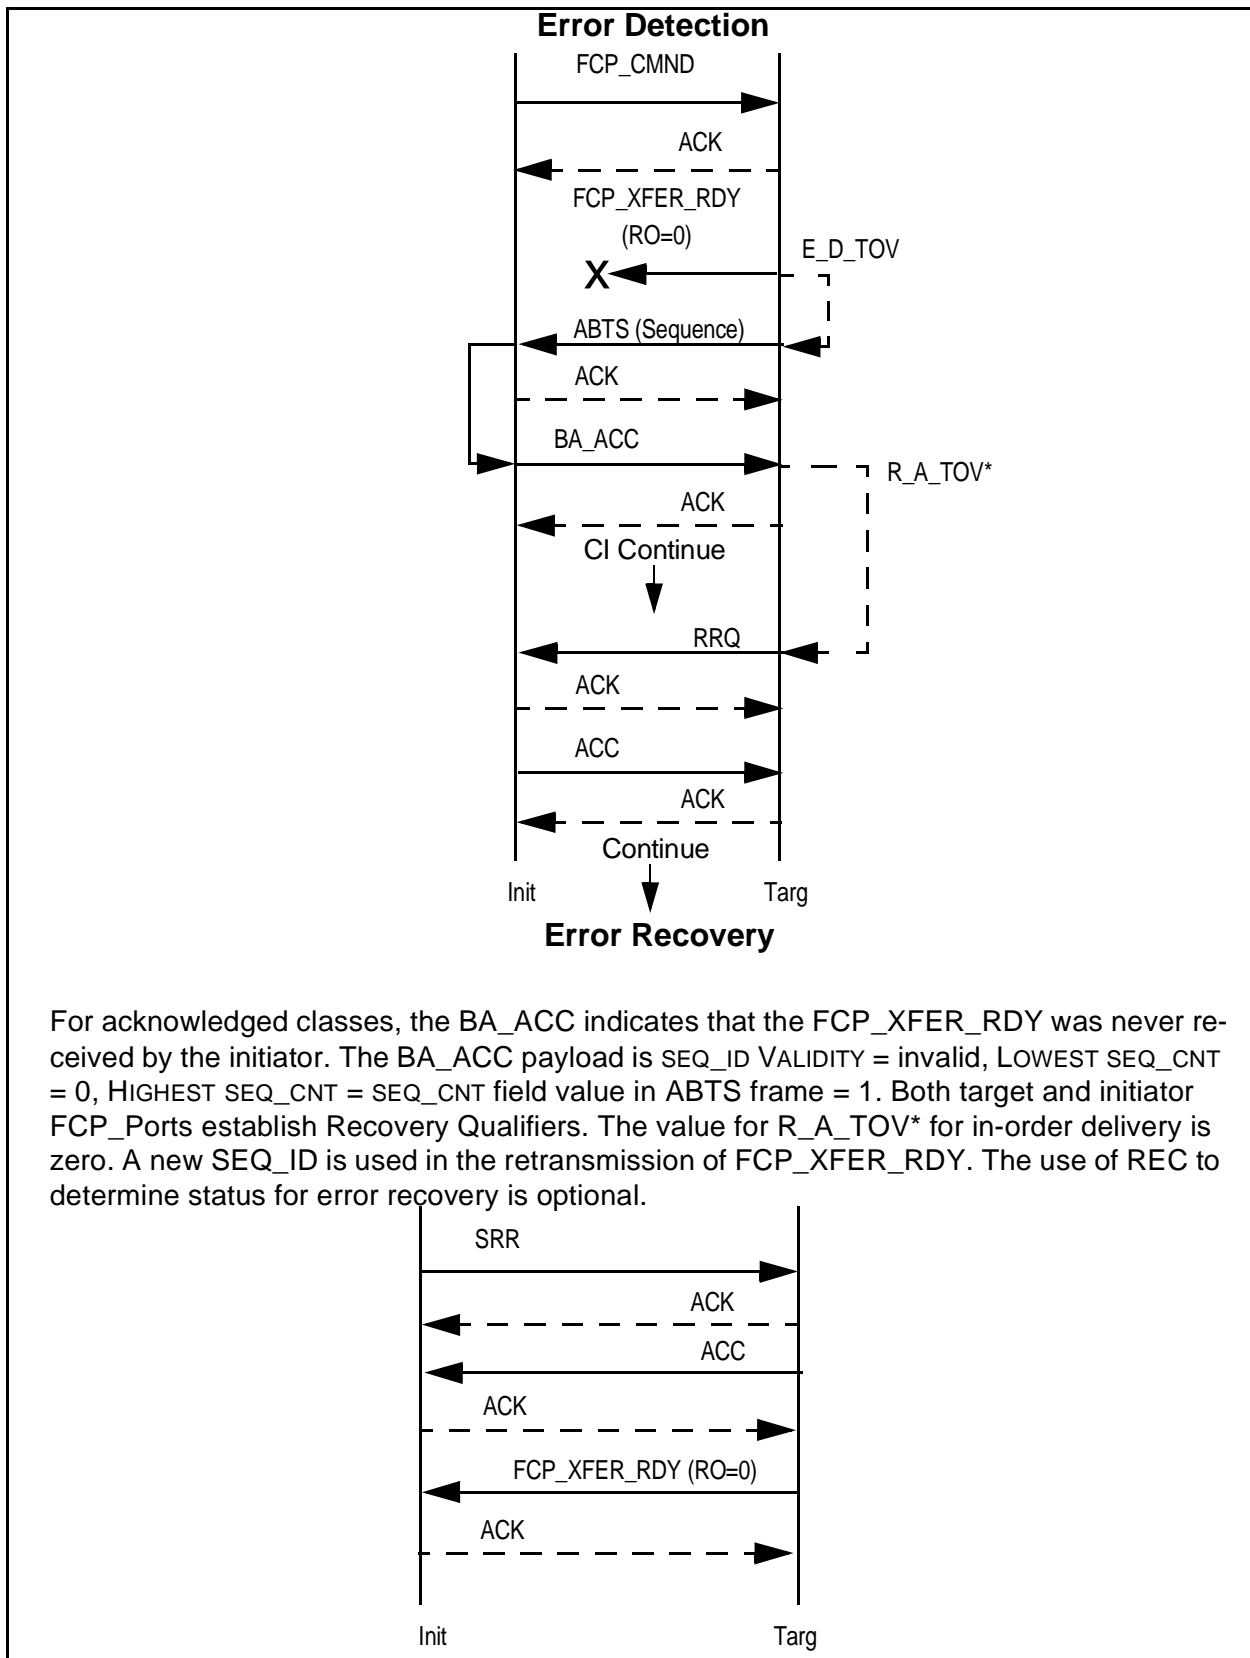 Error Detection
FCP_CMND
ACK
FCP_XFER_RDY
(RO=0)
E_D_TOV
X
ABTS (Sequence)
ACK
BA_ACC
R_A_TOV*
ACK
CI Continue
RRQ
ACK
ACC
ACK
Continue
Init
Targ
Error Recovery
For acknowledged classes, the BA_ACC indicates that the FCP_XFER_RDY was never re-
ceived by the initiator. The BA_ACC payload is SEQ_ID VALIDITY = invalid, LOWEST SEQ_CNT
= 0, HIGHEST SEQ_CNT = SEQ_CNT field value in ABTS frame = 1. Both target and initiator
FCP_Ports establish Recovery Qualifiers. The value for R_A_TOV* for in-order delivery is
zero. A new SEQ_ID is used in the retransmission of FCP_XFER_RDY. The use of REC to
determine status for error recovery is optional.
SRR
ACK
ACC
ACK
FCP_XFER_RDY (RO=0)
ACK
Init
Targ